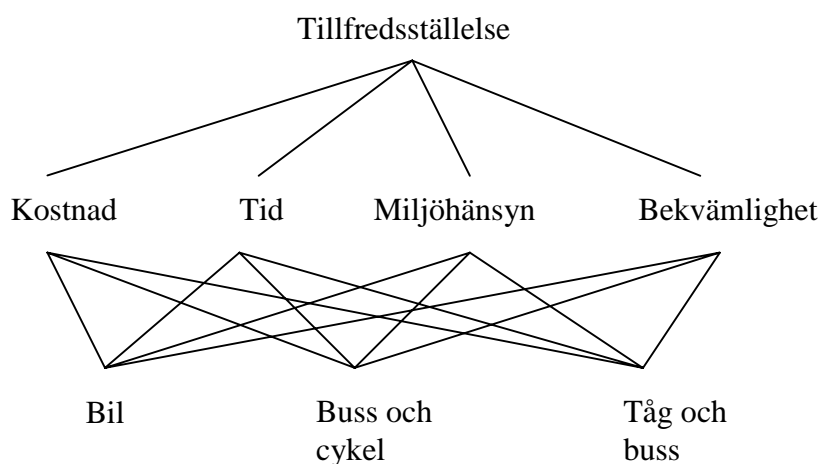 Tillfredsställelse
Kostnad Tid Miljöhänsyn Bekvämlighet
Bil Buss och Tåg och
cykel buss